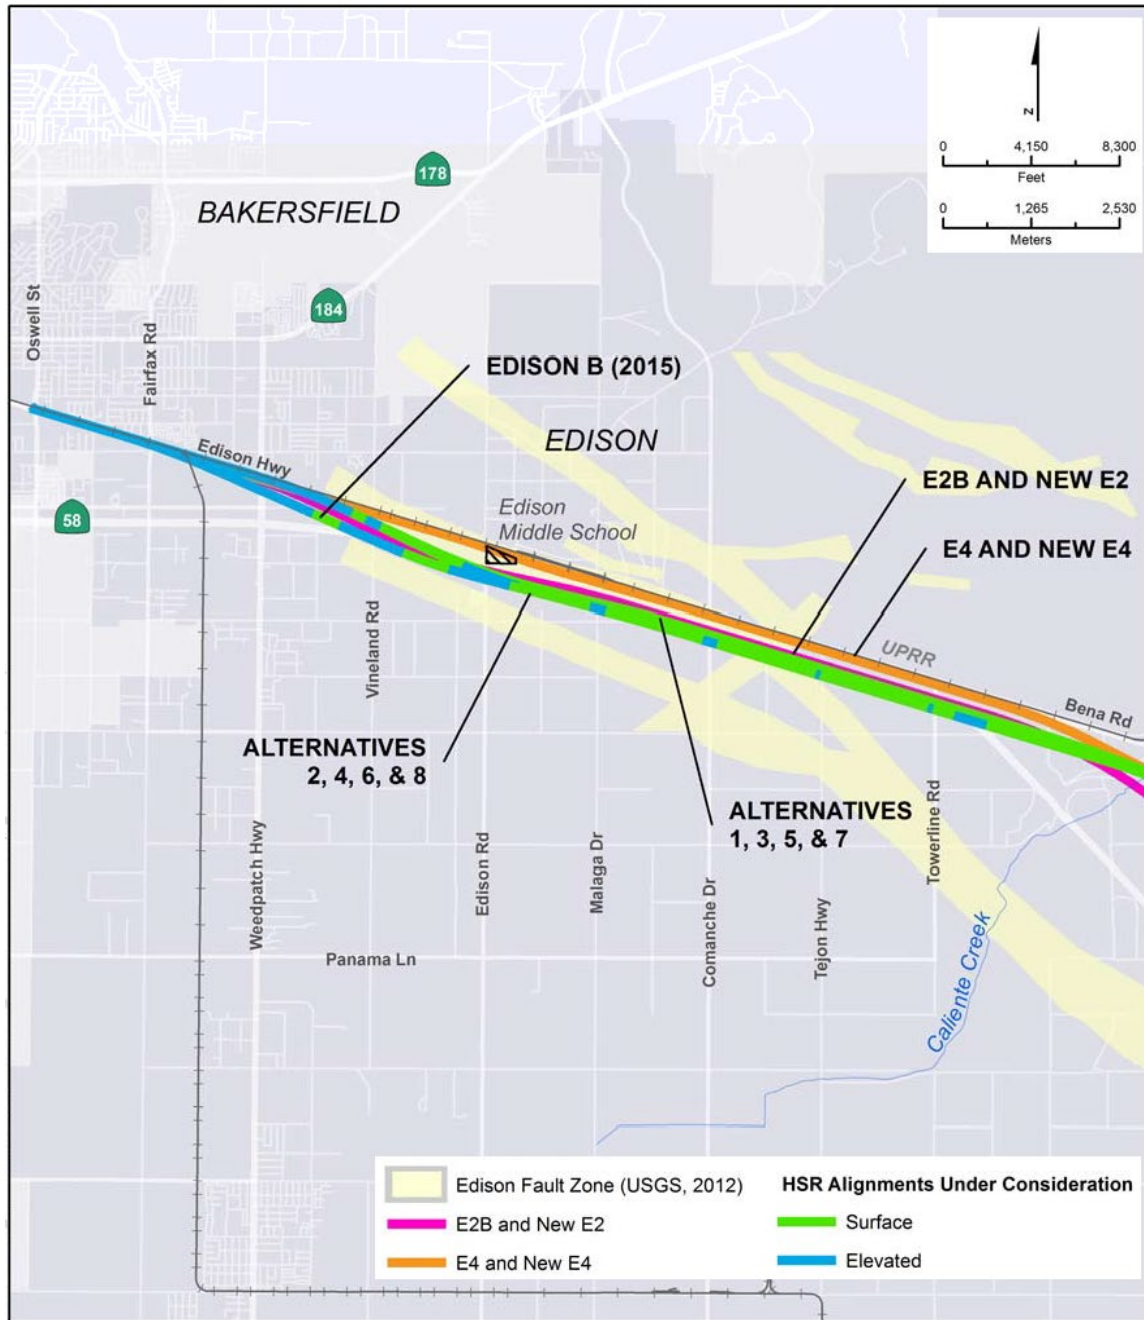 Z
0 4,150 8,300
Feet
0 1,265 2,530
Meters
178
BAKERSFIELD
184
Oswell St
Fairfax Rd
EDISON B (2015)
EDISON
Edison Hwy
E2B AND NEW E2
58
Edison
Middle School
E4 AND NEW E4
Vineland Rd
UPRR
Bena Rd
ALTERNATIVES
2, 4, 6, & 8
ALTERNATIVES
1, 3, 5, & 7
Weedpatch Hwy
Edison Rd
Malaga Dr
Comanche Dr
Tejon Hwy
Towerline Rd
Panama Ln
Caliente Creek
Edison Fault Zone (USGS, 2012)
E2B and New E2
E4 and New E4
HSR Alignments Under Consideration
Surface
Elevated